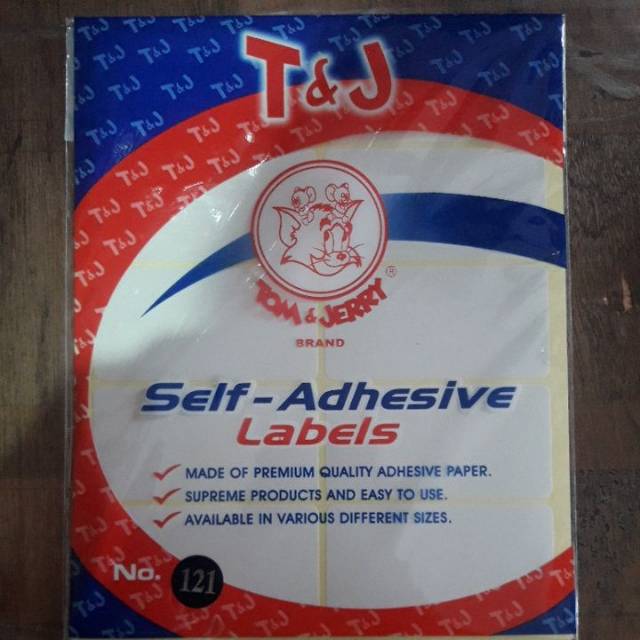 T&J
TOM & JERRY
®
BRAND
Self-Adhesive
Labels
MADE OF PREMIUM QUALITY ADHESIVE PAPER.
SUPREME PRODUCTS AND EASY TO USE.
AVAILABLE IN VARIOUS DIFFERENT SIZES.
No. 121